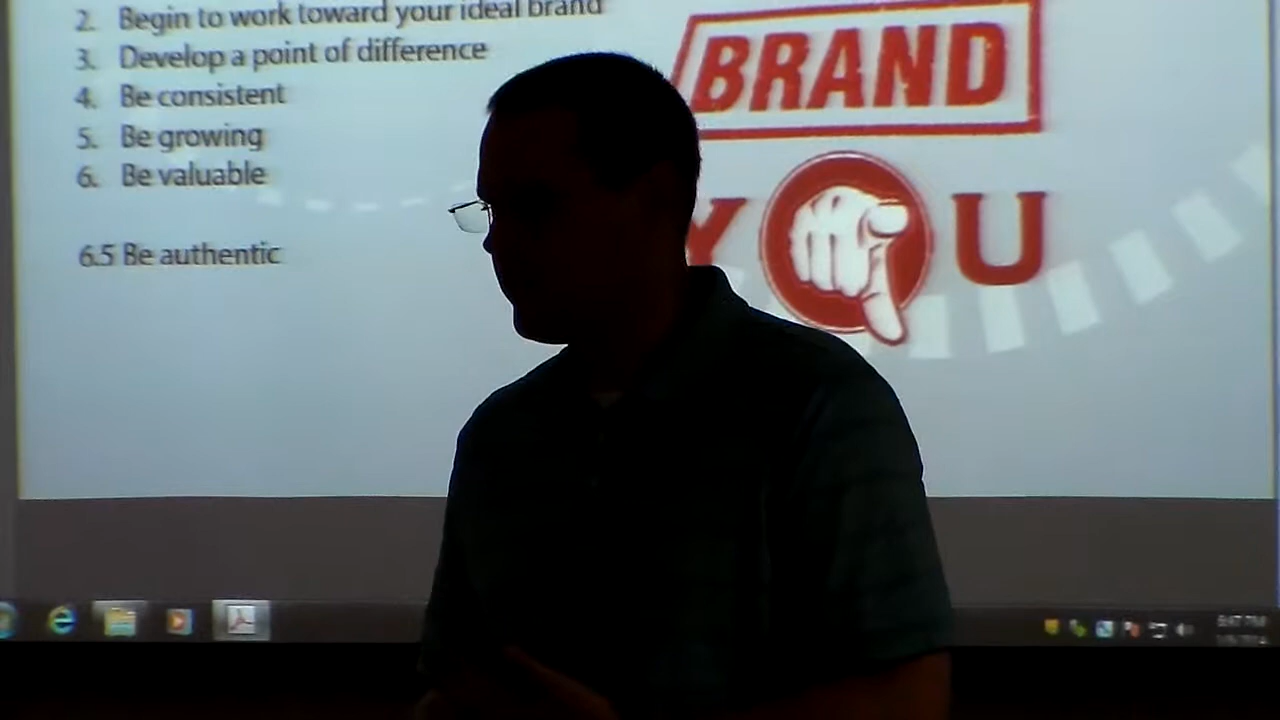 2. Begin to work toward your ideal brand
3. Develop a point of difference
4. Be consistent
5. Be growing
6. Be valuable
6.5 Be authentic
BRAND
Y U